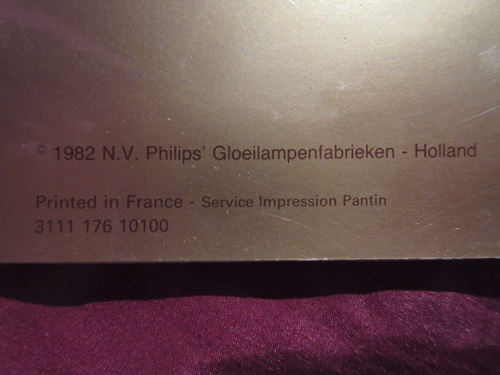 © 1982 N.V. Philips' Gloeilampenfabrieken - Holland
Printed in France - Service Impression Pantin
3111 176 10100